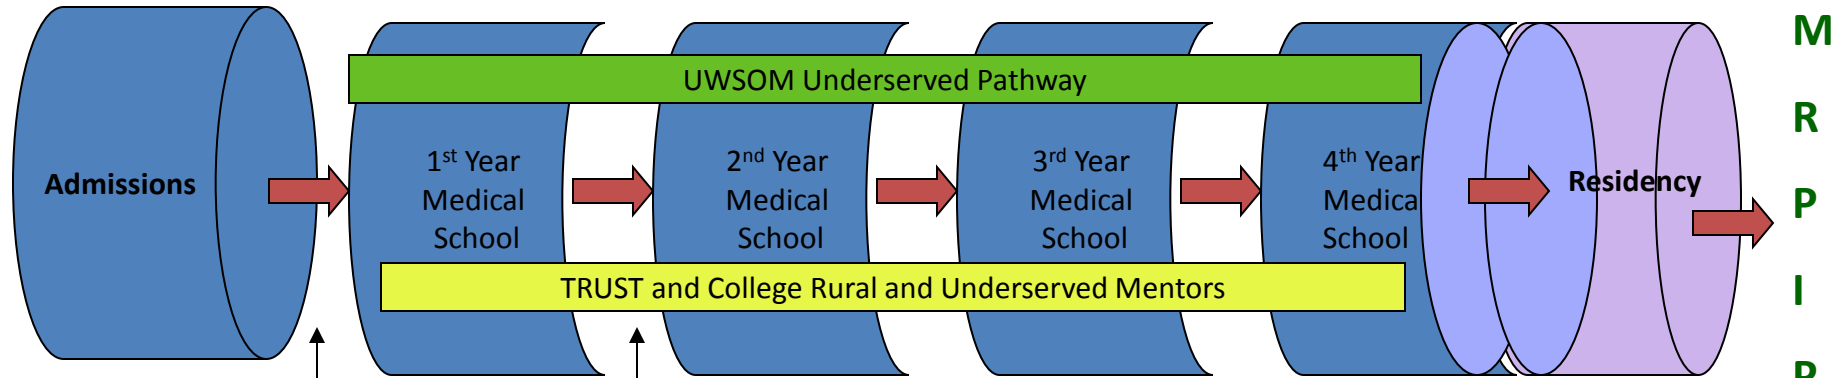 UWSOM Underserved Pathway
Admissions
1st Year
Medical
School
2nd Year
Medical
School
3rd Year
Medical
School
4th Year
Medica
School
Residency
TRUST and College Rural and Underserved Mentors
M
R
P
I
P